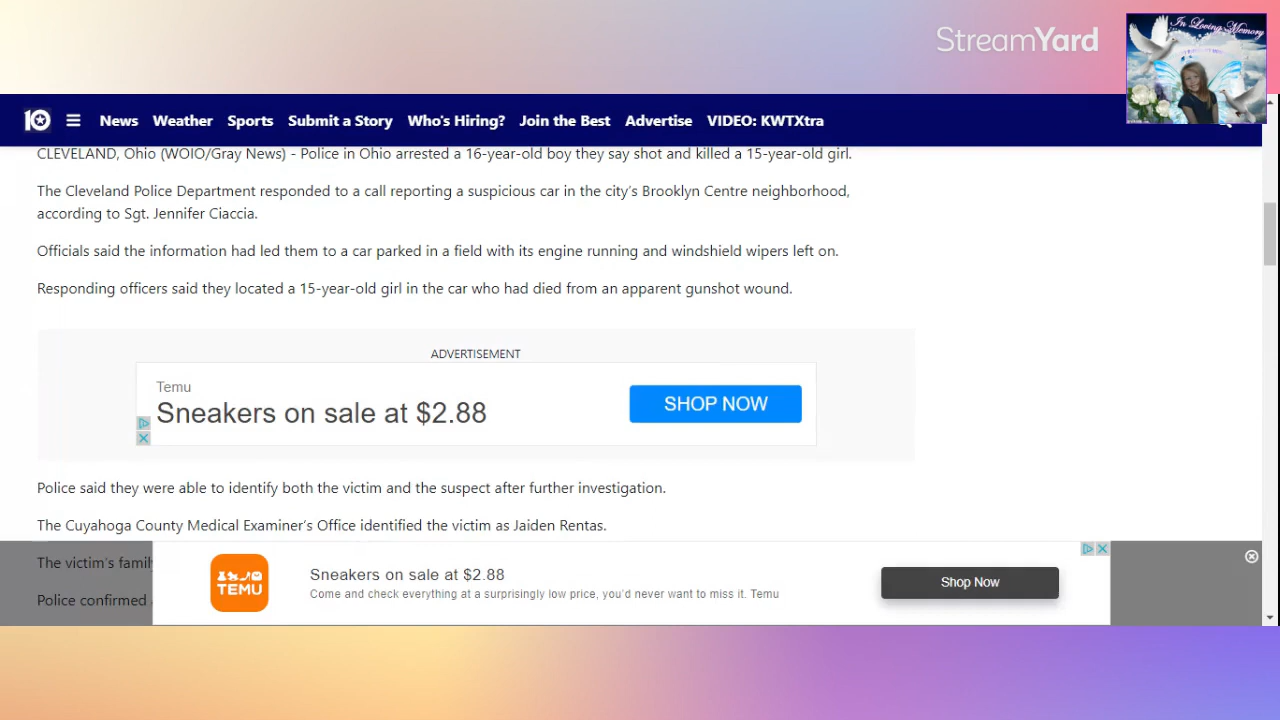 StreamYard
In Loving Memory
10
News
Weather
Sports
Submit a Story
Who's Hiring?
Join the Best
Advertise
VIDEO: KWTXtra
CLEVELAND, Ohio (WOIO/Gray News) - Police in Ohio arrested a 16-year-old boy they say shot and killed a 15-year-old girl.
The Cleveland Police Department responded to a call reporting a suspicious car in the city's Brooklyn Centre neighborhood,
according to Sgt. Jennifer Ciaccia.
Officials said the information had led them to a car parked in a field with its engine running and windshield wipers left on.
Responding officers said they located a 15-year-old girl in the car who had died from an apparent gunshot wound.
ADVERTISEMENT
Temu
Sneakers on sale at $2.88
SHOP NOW
Police said they were able to identify both the victim and the suspect after further investigation.
The Cuyahoga County Medical Examiner's Office identified the victim as Jaiden Rentas.
The victim's family
Police confirmed
TEMU
Sneakers on sale at $2.88
Come and check everything at a surprisingly low price, you'd never want to miss it. Temu
Shop Now